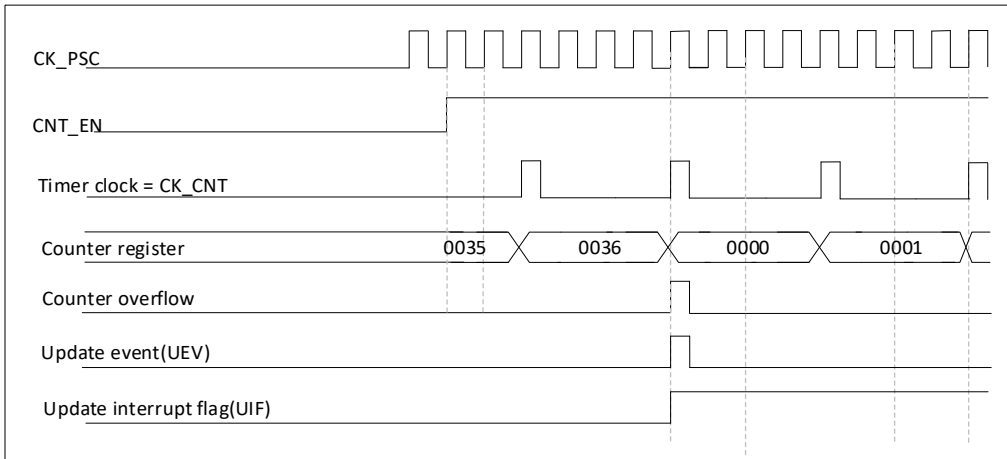 CK_PSC
CNT_EN
Timer clock = CK_CNT
Counter register 0035 0036 0000 0001
Counter overflow
Update event(UEV)
Update interrupt flag(UIF)